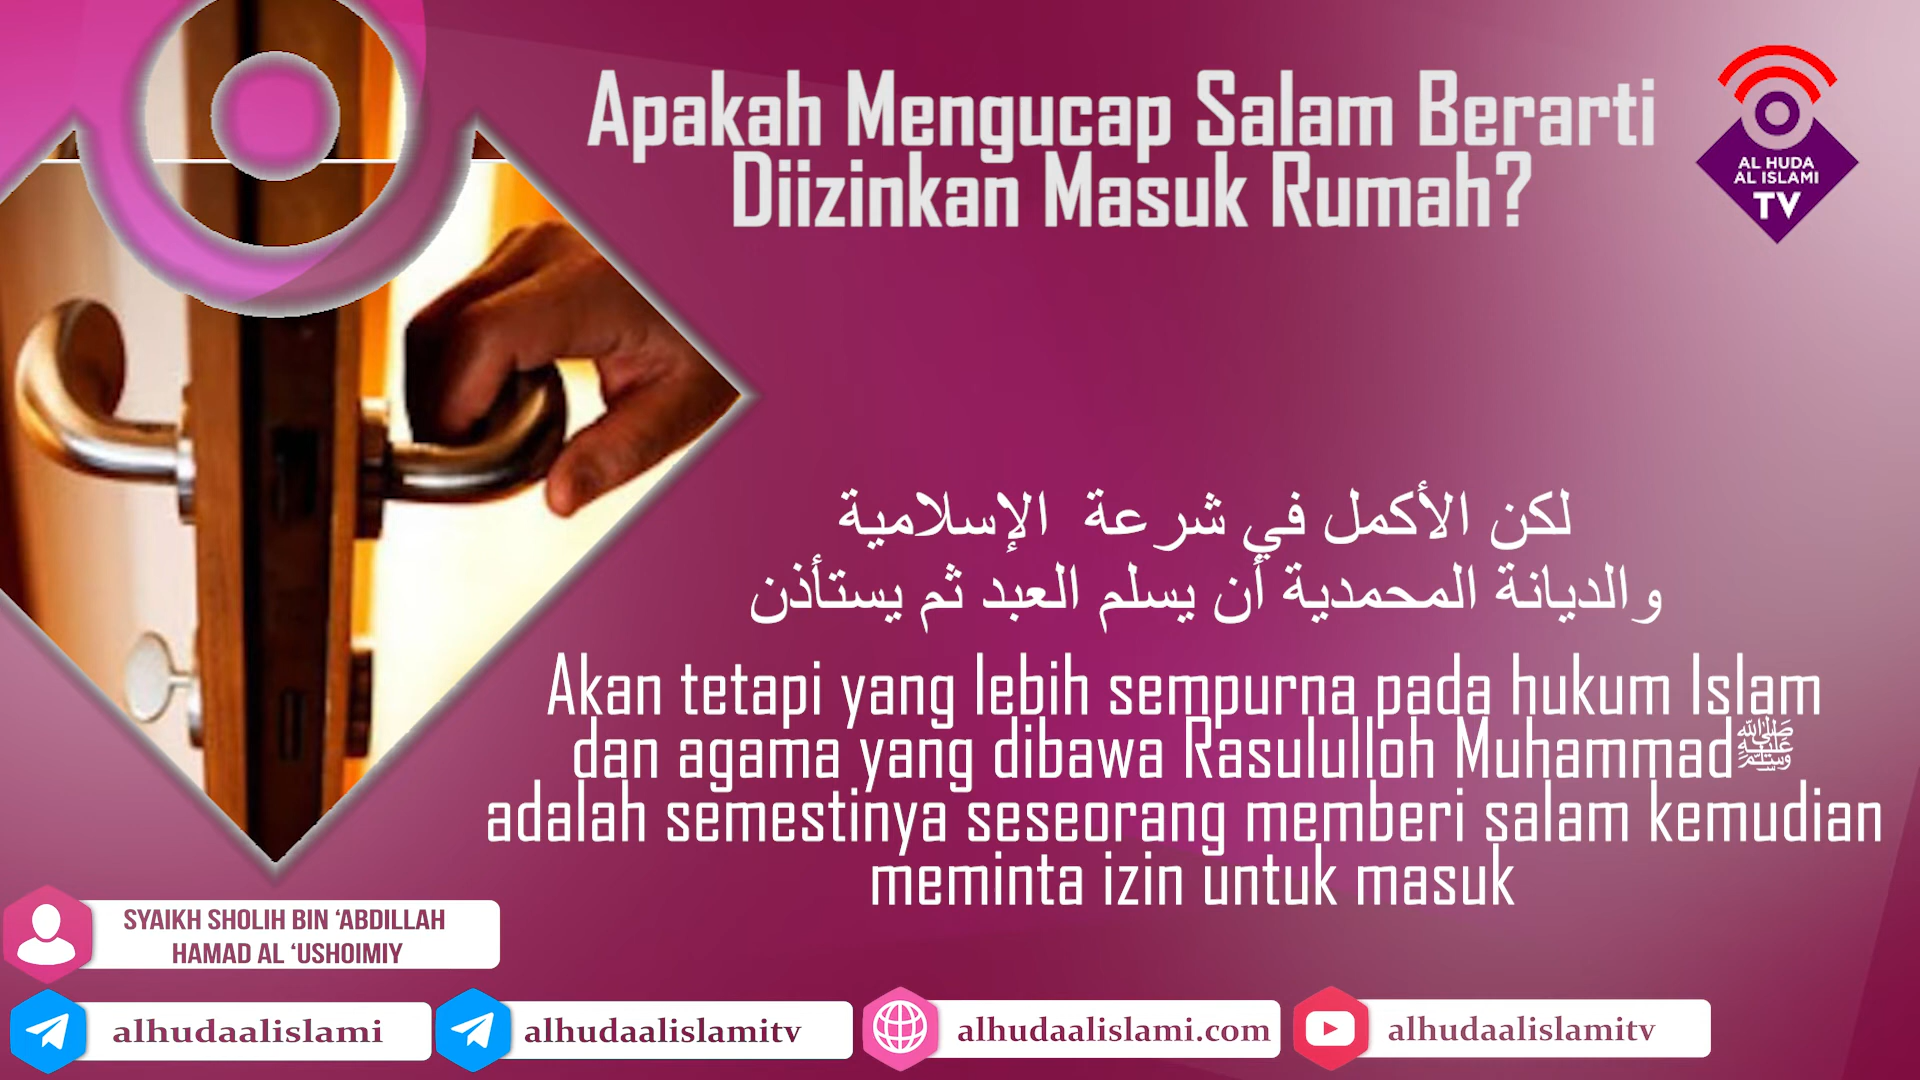 Apakah Mengucap Salam Berarti
Diizinkan Masuk Rumah?
AL HUDA
AL ISLAMI
TV
لكن الأكمل في شرعة الإسلامية
والديانة المحمدية أن يسلم العبد ثم يستأذن
Akan tetapi yang lebih sempurna pada hukum Islam
dan agama yang dibawa Rasululloh Muhammadﷺ
adalah semestinya seseorang memberi salam kemudian
meminta izin untuk masuk
SYAIKH SHOLIH BIN ‘ABDILLAH
HAMAD AL ‘USHOIMIY
alhudaalislami
alhudaalislamitv
alhudaalislami.com
alhudaalislamitv